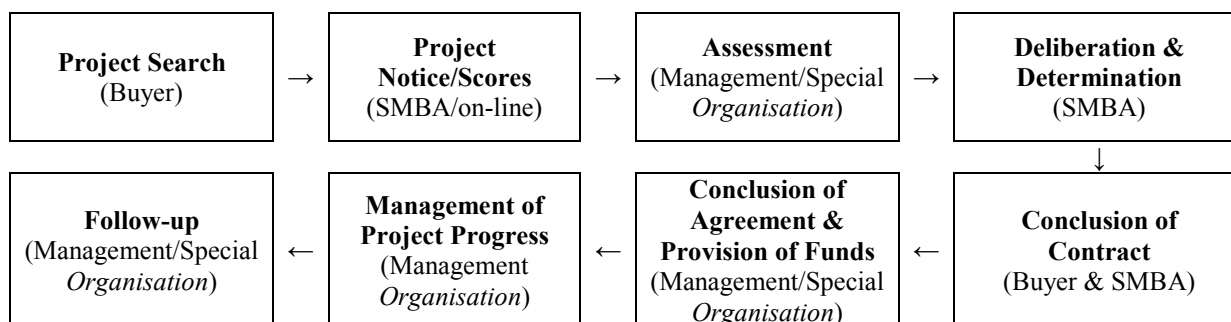 Project Search
(Buyer)
→
Project
Notice/Scores
(SMBA/on-line)
→
Assessment
(Management/Special
Organisation)
→
Deliberation &
Determination
(SMBA)
↓
Conclusion of
Contract
(Buyer & SMBA)
←
Conclusion of
Agreement &
Provision of Funds
(Management/Special
Organisation)
←
Management of
Project Progress
(Management
Organisation)
←
Follow-up
(Management/Special
Organisation)